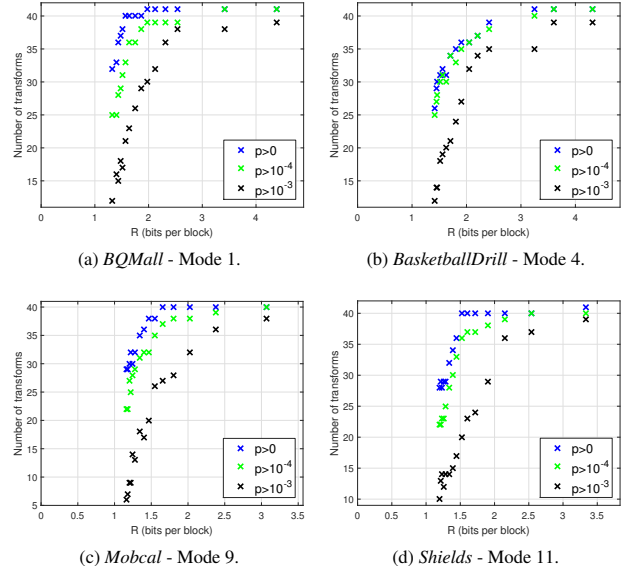 40
35
30
25
20
15
Number of transforms
0
1
2
3
4
R (bits per block)
p>0
p>10⁻⁴
p>10⁻³
(a) BQMall - Mode 1.
40
35
30
25
20
15
Number of transforms
0
1
2
3
4
R (bits per block)
p>0
p>10⁻⁴
p>10⁻³
(b) BasketballDrill - Mode 4.
40
35
30
25
20
15
10
5
Number of transforms
0
0.5
1
1.5
2
2.5
3
3.5
R (bits per block)
p>0
p>10⁻⁴
p>10⁻³
(c) Mobcal - Mode 9.
40
35
30
25
20
15
10
Number of transforms
0
0.5
1
1.5
2
2.5
3
3.5
R (bits per block)
p>0
p>10⁻⁴
p>10⁻³
(d) Shields - Mode 11.